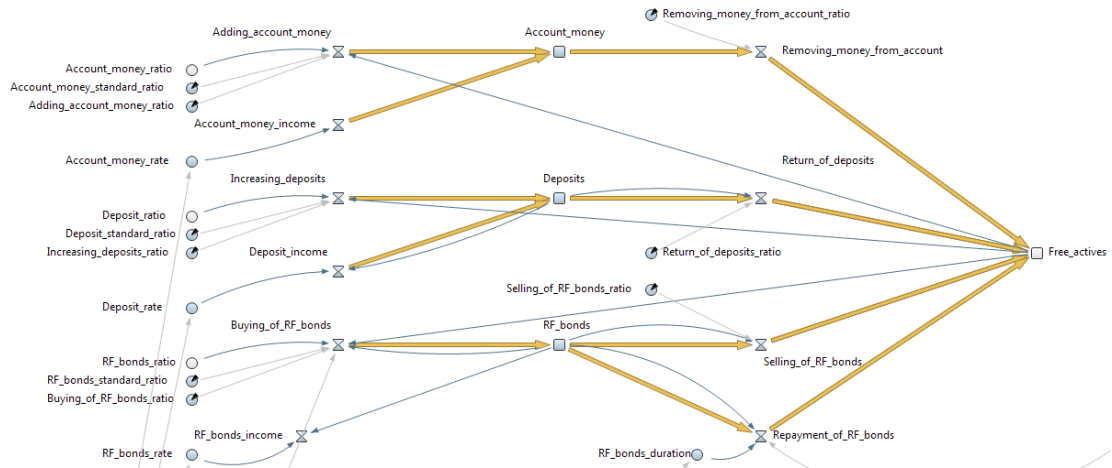 Removing_money_from_account_ratio
Adding_account_money
Account_money
Removing_money_from_account
Account_money_ratio
Account_money_standard_ratio
Adding_account_money_ratio
Account_money_income
Account_money_rate
Return_of_deposits
Increasing_deposits
Deposits
Deposit_ratio
Deposit_standard_ratio
Increasing_deposits_ratio
Deposit_income
Return_of_deposits_ratio
Free_actives
Selling_of_RF_bonds_ratio
Deposit_rate
Buying_of_RF_bonds
RF_bonds
RF_bonds_ratio
Selling_of_RF_bonds
RF_bonds_standard_ratio
Buying_of_RF_bonds_ratio
RF_bonds_income
Repayment_of_RF_bonds
RF_bonds_rate
RF_bonds_duration